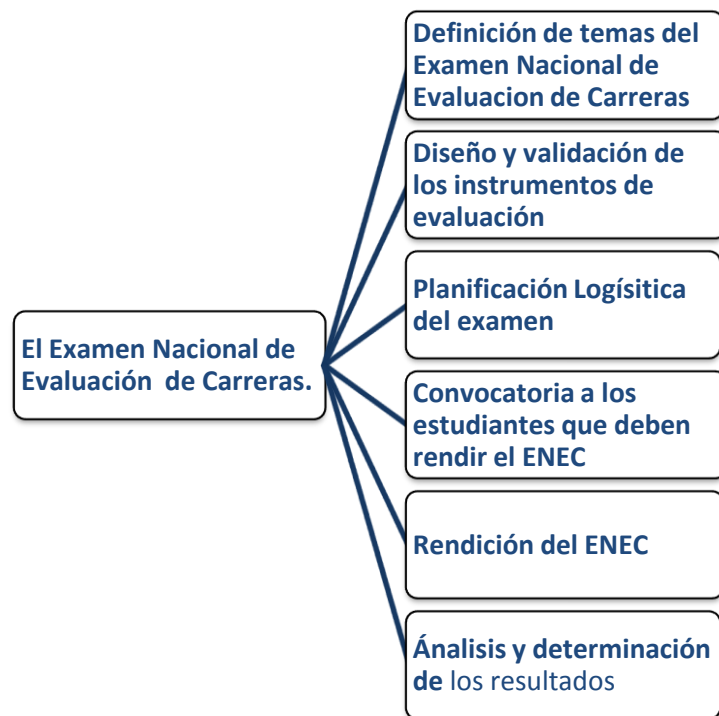 Definición de temas del
Examen Nacional de
Evaluacion de Carreras
Diseño y validación de
los instrumentos de
evaluación
Planificación Logísitica
del examen
El Examen Nacional de
Evaluación de Carreras.
Convocatoria a los
estudiantes que deben
rendir el ENEC
Rendición del ENEC
Ánalisis y determinación
de los resultados